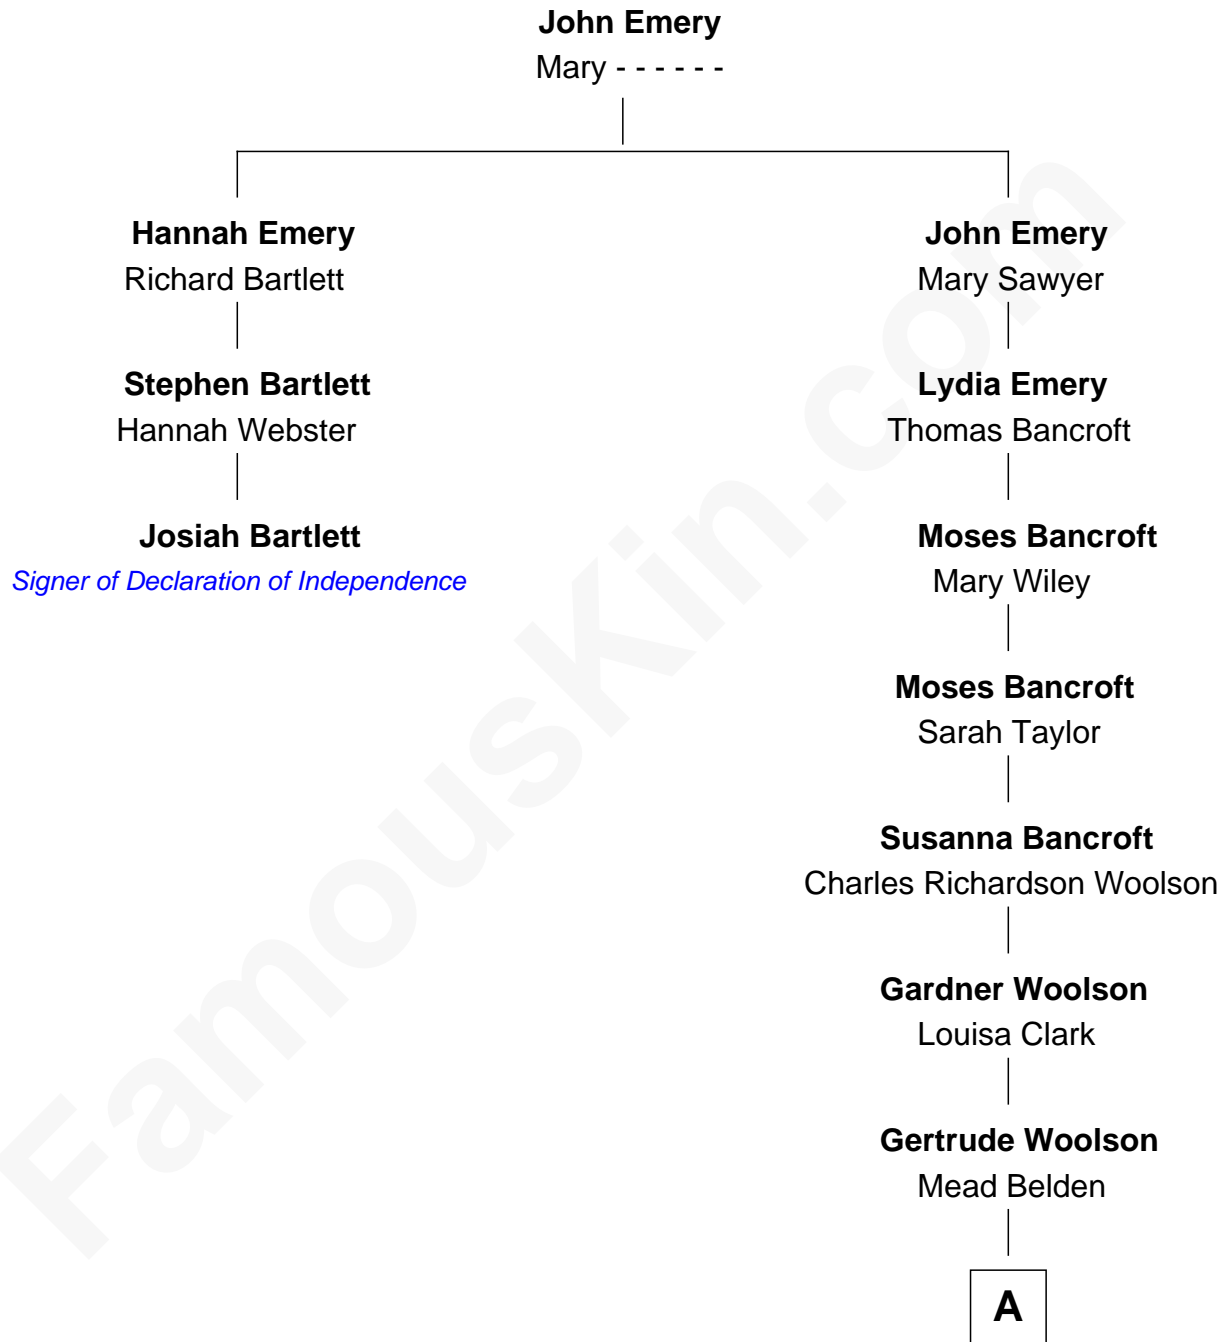 John Emery
Mary - - - - - -
Hannah Emery
Richard Bartlett
John Emery
Mary Sawyer
Stephen Bartlett
Hannah Webster
Lydia Emery
Thomas Bancroft
Josiah Bartlett
Signer of Declaration of Independence
Moses Bancroft
Mary Wiley
Moses Bancroft
Sarah Taylor
Susanna Bancroft
Charles Richardson Woolson
Gardner Woolson
Louisa Clark
Gertrude Woolson
Mead Belden
A
FamousKin.com